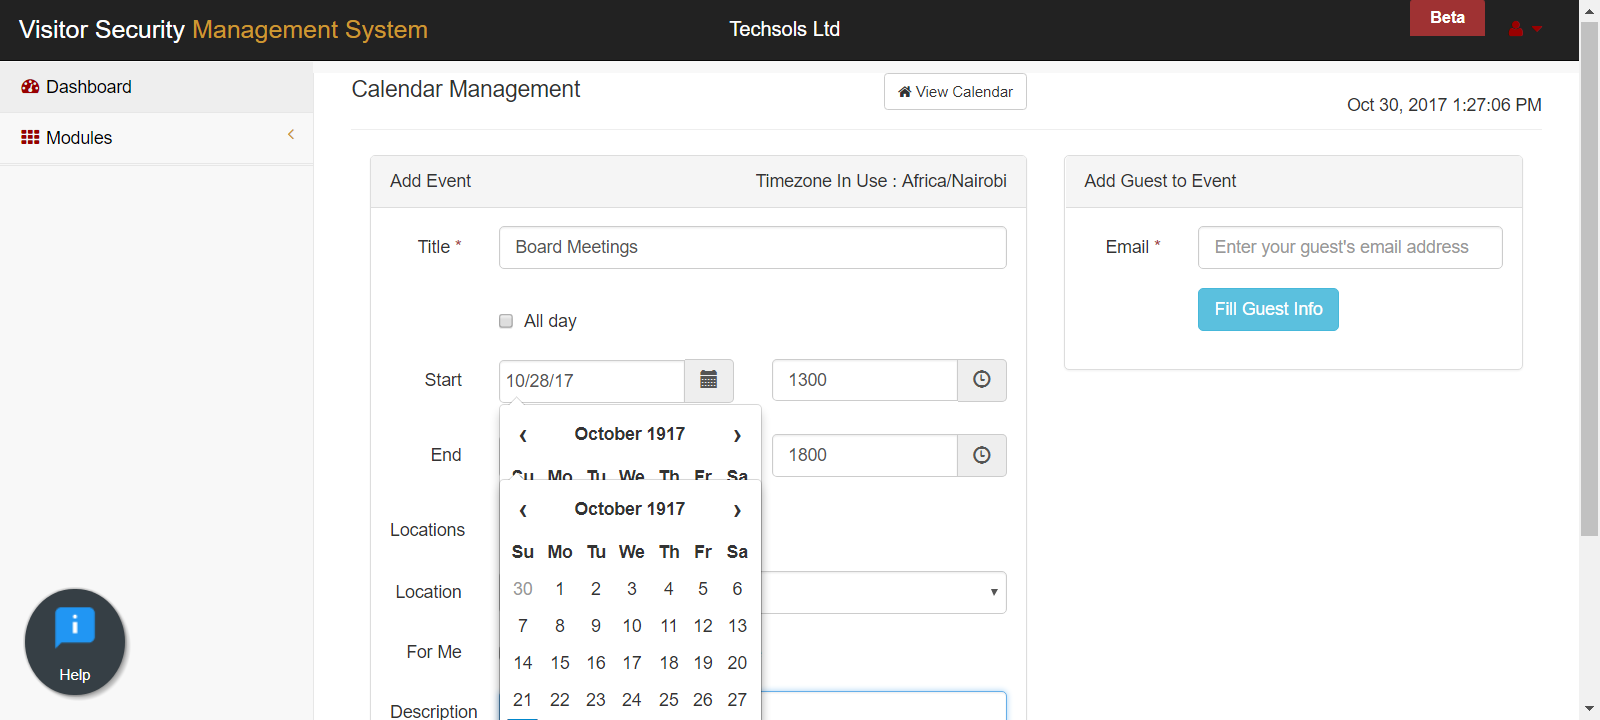 Visitor Security Management System
Techsols Ltd
Beta
Dashboard
Modules
Calendar Management
View Calendar
Oct 30, 2017 1:27:06 PM
Add Event
Timezone In Use : Africa/Nairobi
Title *
Board Meetings
All day
Start
10/28/17
1300
‹ October 1917 ›
Su Mo Tu We Th Fr Sa
End
1800
‹ October 1917 ›
Su Mo Tu We Th Fr Sa
30 1 2 3 4 5 6
7 8 9 10 11 12 13
14 15 16 17 18 19 20
21 22 23 24 25 26 27
Locations
Location
For Me
Description
Add Guest to Event
Email *
Enter your guest's email address
Fill Guest Info
i
Help